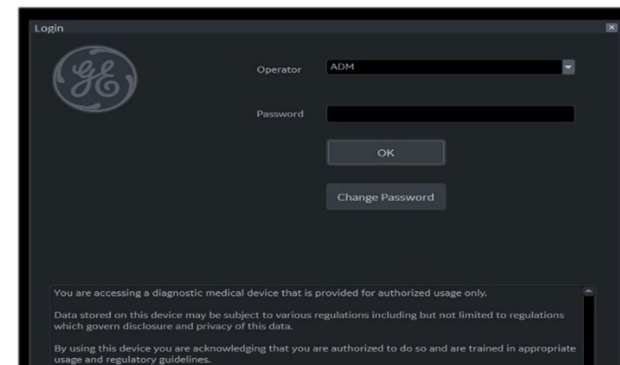 Login
GE
Operator
ADM
Password
OK
Change Password
You are accessing a diagnostic medical device that is provided for authorized usage only.
Data stored on this device may be subject to various regulations including but not limited to regulations
which govern disclosure and privacy of this data.
By using this device you are acknowledging that you are authorized to do so and are trained in appropriate
usage and regulatory guidelines.